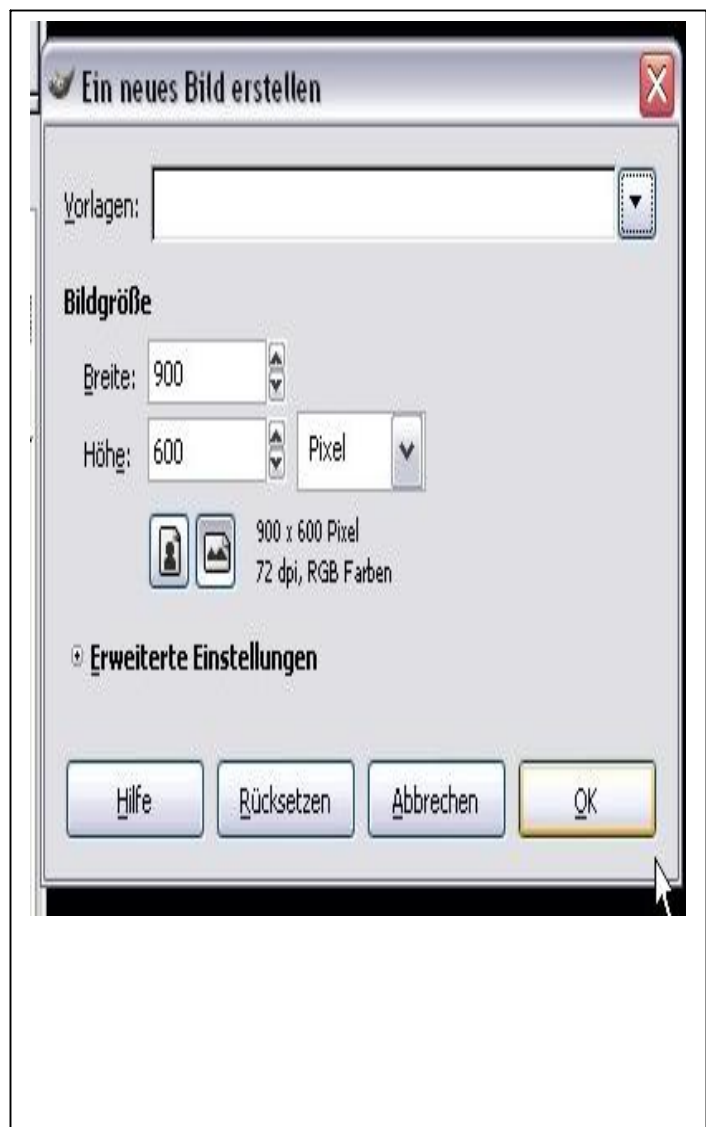 Ein neues Bild erstellen
Vorlagen:
Bildgröße
Breite: 900
Höhe: 600 Pixel
900 x 600 Pixel
72 dpi, RGB Farben
Erweiterte Einstellungen
Hilfe Rücksetzen Abbrechen OK